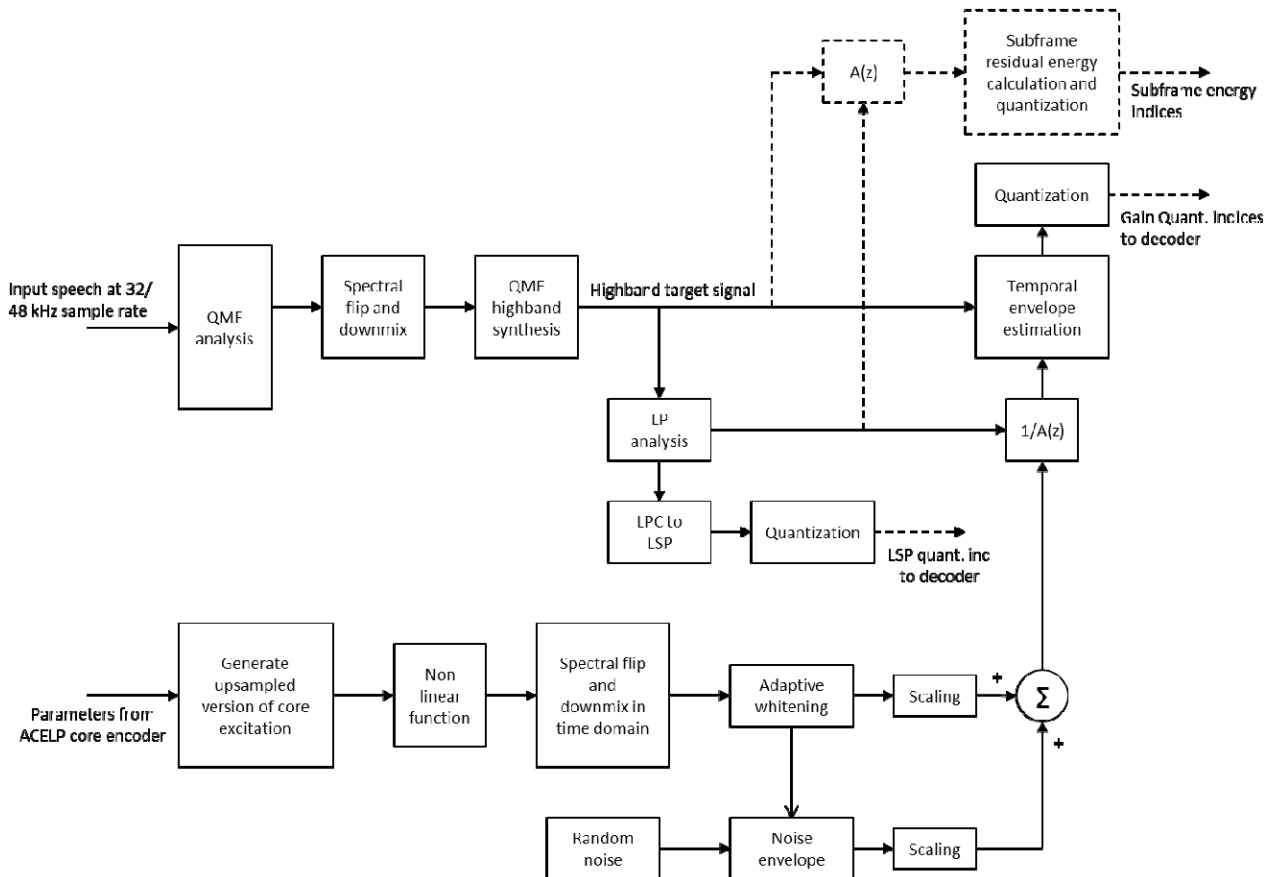 Subframe
residual energy
calculation and
quantization
A(z)
Subframe energy
indices
Quantization
Gain Quant. indices
to decoder
Input speech at 32/
48 kHz sample rate
QMF
analysis
Spectral
flip and
downmix
QMF
highband
synthesis
Highband target signal
Temporal
envelope
estimation
LP
analysis
1/A(z)
LPC to
LSP
Quantization
LSP quant. inc
to decoder
Parameters from
ACELP core encoder
Generate
upsampled
version of core
excitation
Non
linear
function
Spectral flip
and
downmix in
time domain
Adaptive
whitening
Scaling
+
Σ
+
Random
noise
Noise
envelope
Scaling